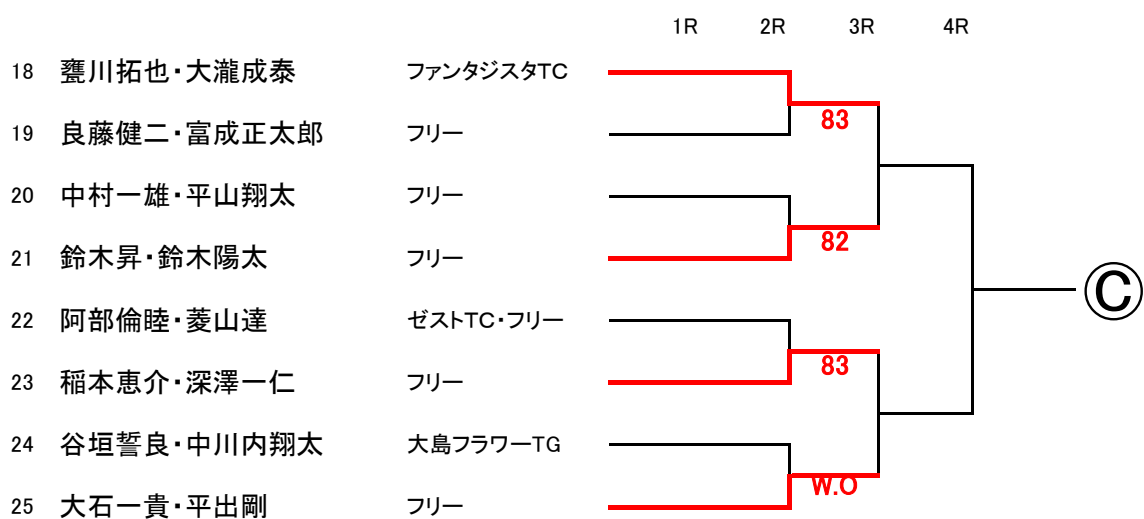 1R 2R 3R 4R
18 甕川拓也・大瀧成泰 ファンタジスタTC
83
19 良藤健二・富成正太郎 フリー
20 中村一雄・平山翔太 フリー
82
21 鈴木昇・鈴木陽太 フリー
22 阿部倫睦・菱山達 ゼストTC・フリー
Ⓒ
83
23 稲本恵介・深澤一仁 フリー
24 谷垣誓良・中川内翔太 大島フラワーTG
W.O
25 大石一貴・平出剛 フリー